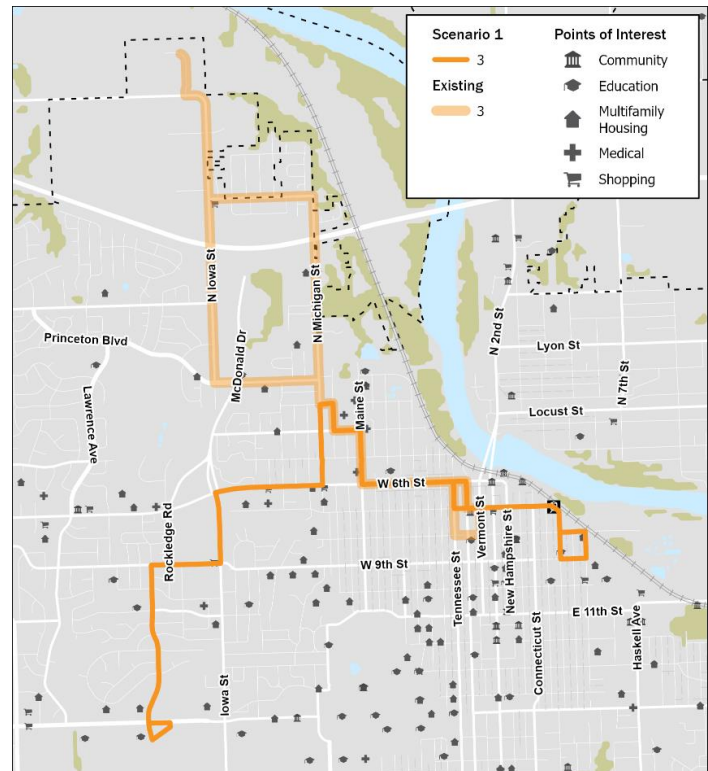 Scenario 1
3
Existing
3
Points of Interest
Community
Education
Multifamily
Housing
Medical
Shopping
N Iowa St
N Michigan St
McDonald Dr
Princeton Blvd
Lawrence Ave
Maine St
N 2nd St
Lyon St
N 7th St
Locust St
W 6th St
Rockledge Rd
W 9th St
Tennessee St
Vermont St
New Hampshire St
Connecticut St
E 11th St
Haskell Ave
Iowa St